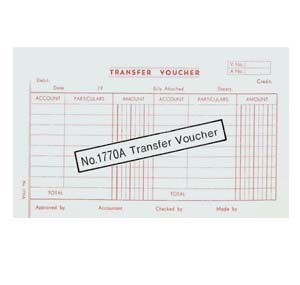 TRANSFER VOUCHER
V. No.
A. No.
Debit.
Credit.
Date 19 B/s. Attached Sheets.
ACCOUNT PARTICULARS AMOUNT ACCOUNT PARTICULARS AMOUNT
No.1770A Transfer Voucher
TOTAL TOTAL
Approved by Accountant Checked by Made by